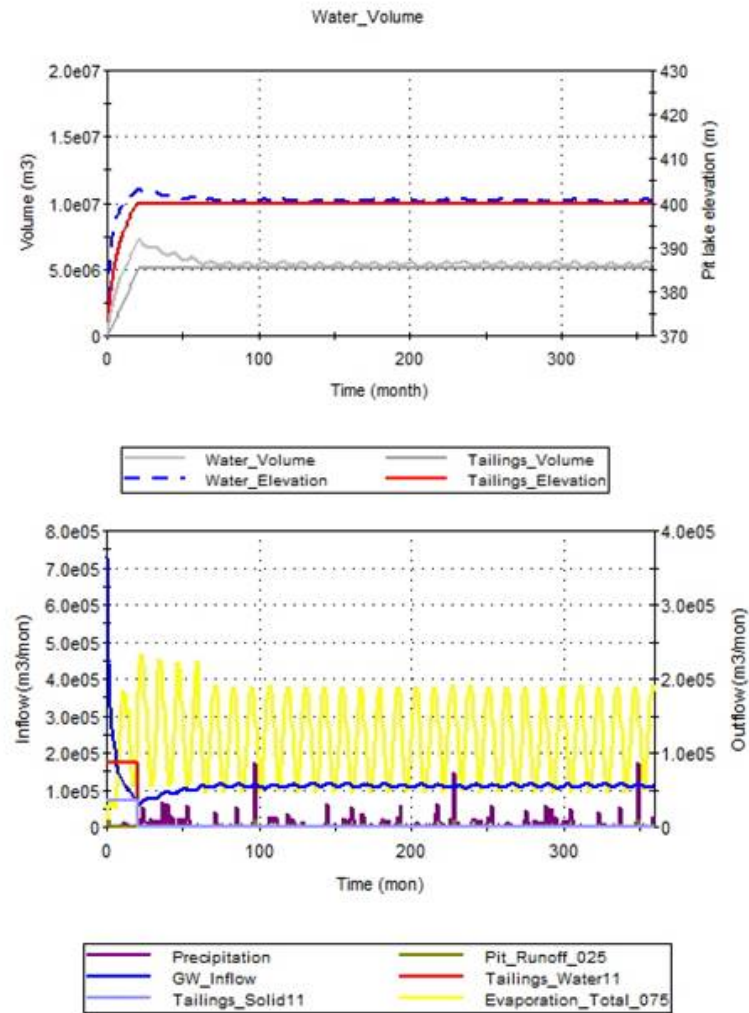 Water_Volume
2.0e07
1.5e07
1.0e07
5.0e06
0
Volume (m3)
430
420
410
400
390
380
370
Pit lake elevation (m)
0 100 200 300
Time (month)
Water_Volume Tailings_Volume
Water_Elevation Tailings_Elevation
8.0e05
7.0e05
6.0e05
5.0e05
4.0e05
3.0e05
2.0e05
1.0e05
0
Inflow (m3/mon)
4.0e05
3.0e05
2.0e05
1.0e05
0
Outflow (m3/mon)
0 100 200 300
Time (mon)
Precipitation Pit_Runoff_025
GW_Inflow Tailings_Water11
Tailings_Solid11 Evaporation_Total_075